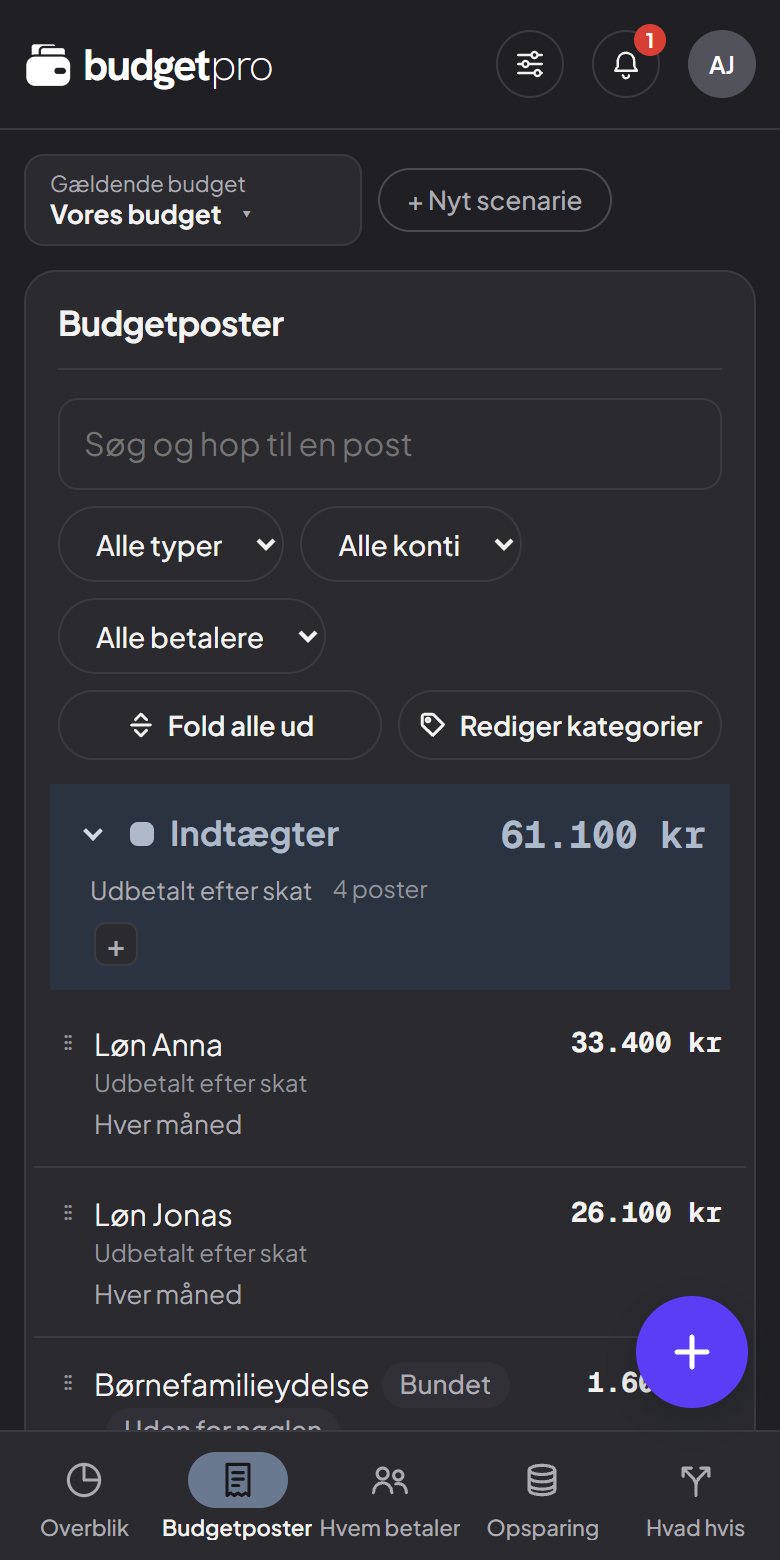 budgetpro
1
AJ
Gældende budget
Vores budget
+ Nyt scenarie
Budgetposter
Søg og hop til en post
Alle typer
Alle konti
Alle betalere
Fold alle ud
Rediger kategorier
Indtægter 61.100 kr
Udbetalt efter skat 4 poster
+
Løn Anna 33.400 kr
Udbetalt efter skat
Hver måned
Løn Jonas 26.100 kr
Udbetalt efter skat
Hver måned
Børnefamilieydelse Bundet
Uden for nøglen
Overblik Budgetposter Hvem betaler Opsparing Hvad hvis